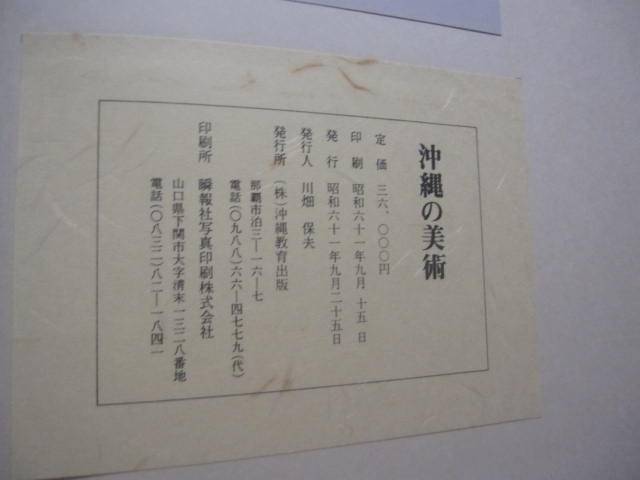 沖縄の美術
定価 三六、〇〇〇円
印刷 昭和六十一年九月十五日
発行 昭和六十一年九月二十五日
発行人 川畑保夫
発行所 (株)沖縄教育出版
那覇市泊三―一六―七
電話(〇九八八)六六―四七七九(代)
印刷所 瞬報社写真印刷株式会社
山口県下関市大字清末一三二八番地
電話(〇八三二)八二―一八四一